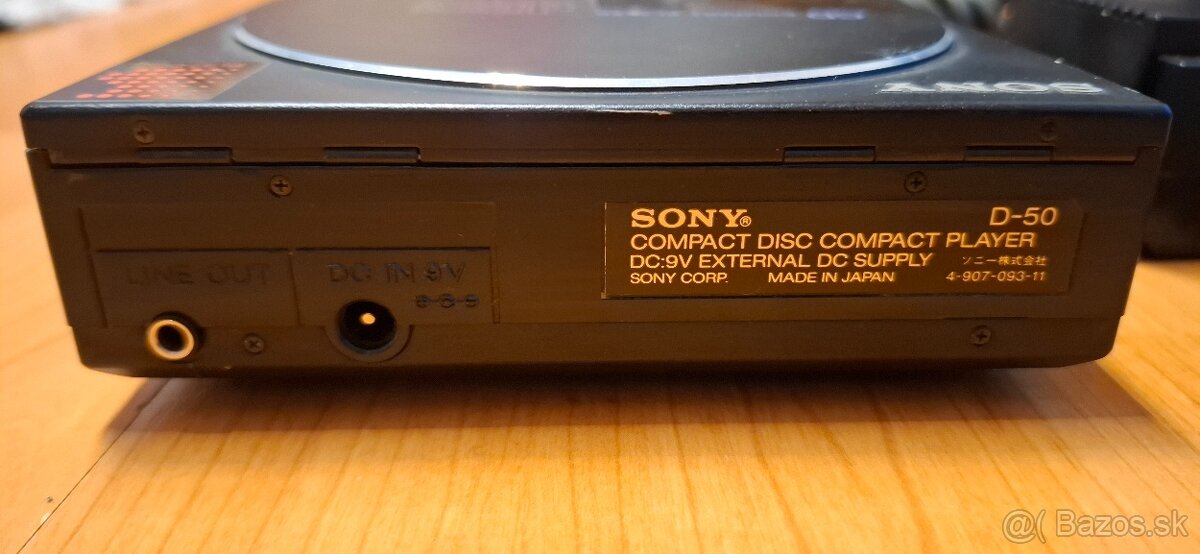 SONY
LINE OUT
DC IN 9V
SONY® D-50
COMPACT DISC COMPACT PLAYER
DC:9V EXTERNAL DC SUPPLY ソニー株式会社
SONY CORP. MADE IN JAPAN 4-907-093-11
@( Bazos.sk